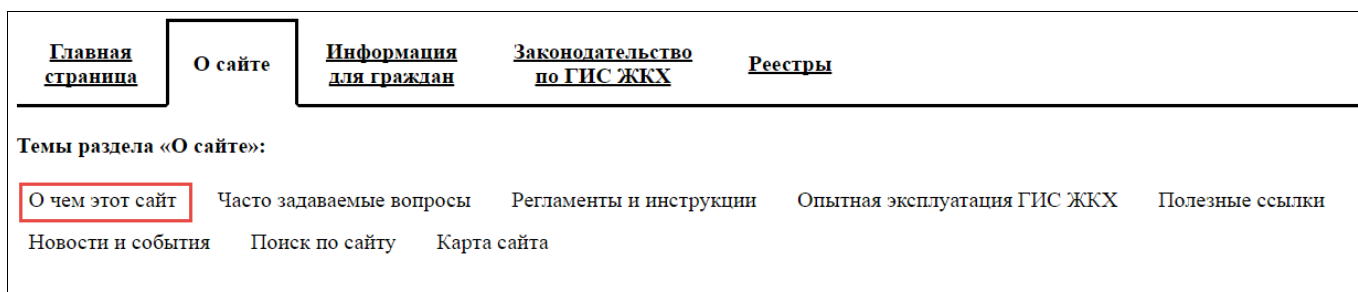 Главная страница
О сайте
Информация для граждан
Законодательство по ГИС ЖКХ
Реестры
Темы раздела «О сайте»:
О чем этот сайт Часто задаваемые вопросы Регламенты и инструкции Опытная эксплуатация ГИС ЖКХ Полезные ссылки
Новости и события Поиск по сайту Карта сайта